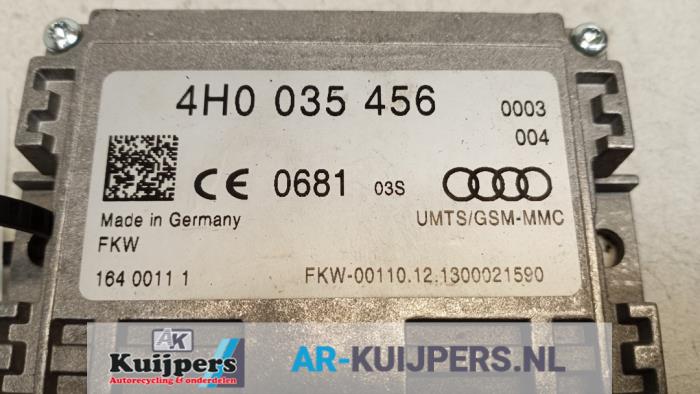 4H0 035 456 0003
004
CE 0681 03S
Made in Germany UMTS/GSM-MMC
FKW
164 0011 1 FKW-00110.12.1300021590
AK
Kuijpers
Autorecycling & onderdelen
AR-KUIJPERS.NL